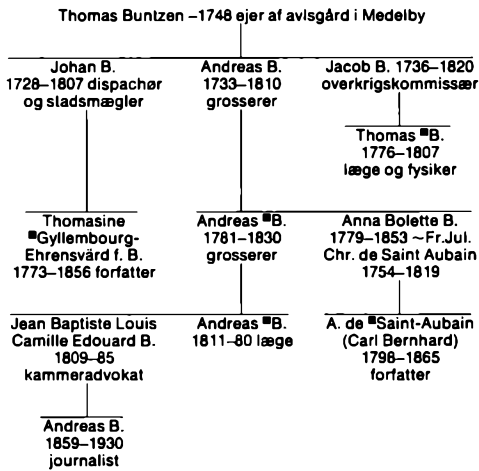 Thomas Buntzen –1748 ejer af avlsgård i Medelby
Johan B.
1728–1807 dispachør
og stadsmægler
Andreas B.
1733–1810
grosserer
Jacob B. 1736–1820
overkrigskommissær
Thomas ■B.
1776–1807
læge og fysiker
Thomasine
■Gyllembourg-
Ehrensvärd f. B.
1773–1856 forfatter
Andreas ■B.
1781–1830
grosserer
Anna Bolette B.
1779–1853 ~Fr.Jul.
Chr. de Saint Aubain
1754–1819
Jean Baptiste Louis
Camille Edouard B.
1809–85
kammeradvokat
Andreas ■B.
1811–80 læge
A. de ■Saint-Aubain
(Carl Bernhard)
1798–1865
forfatter
Andreas B.
1859–1930
journalist